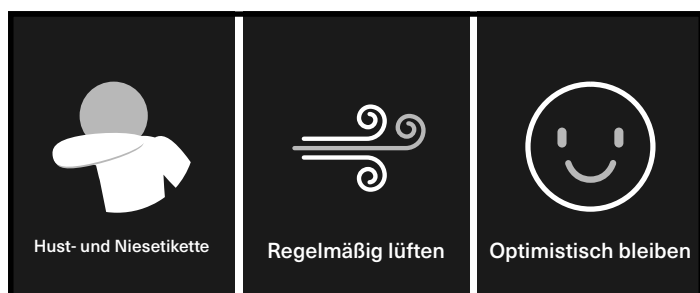 Hust- und Niesetikette
Regelmäßig lüften
Optimistisch bleiben